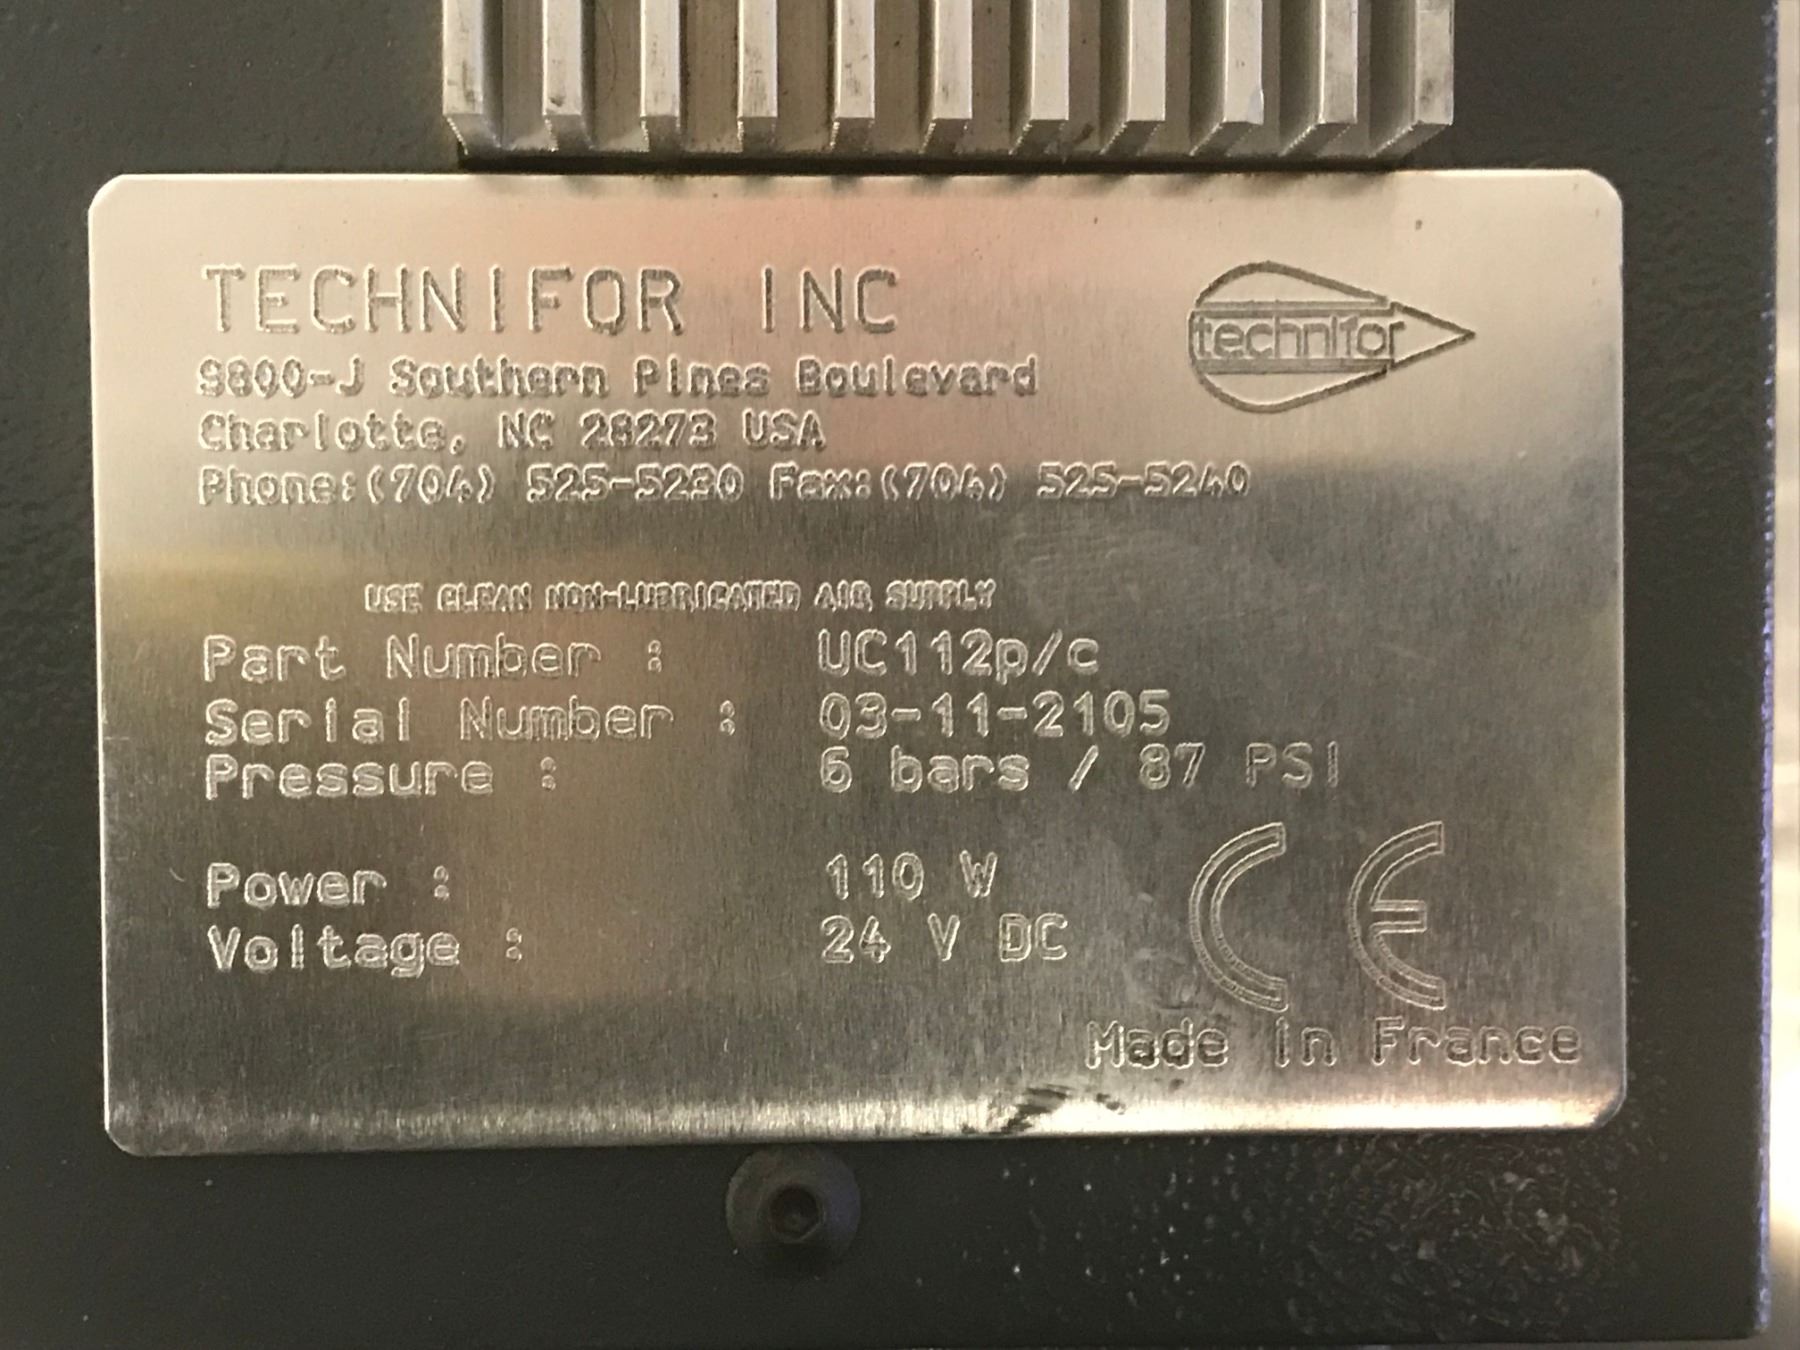 TECHNIFOR INC
technifor
9800-J Southern Pines Boulevard
Charlotte, NC 28273 USA
Phone:(704) 525-5230 Fax:(704) 525-5240
USE CLEAN NON-LUBRICATED AIR SUPPLY
Part Number : UC112p/c
Serial Number : 03-11-2105
Pressure : 6 bars / 87 PSI
Power : 110 W
Voltage : 24 V DC
CE
Made in France